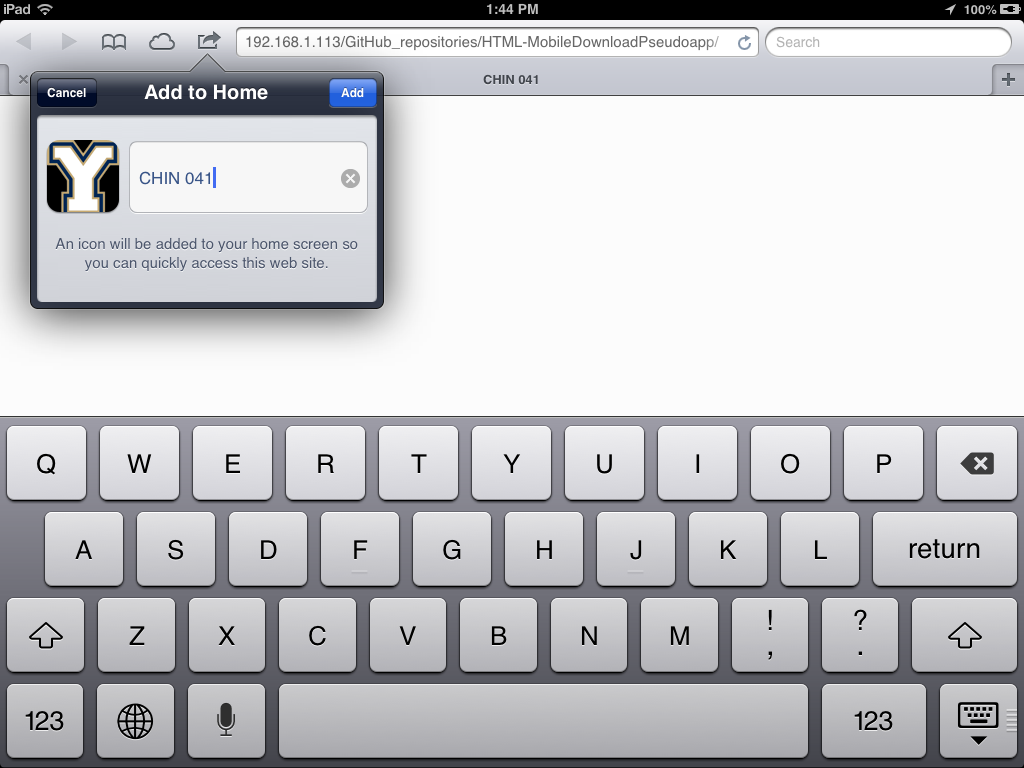 iPad 1:44 PM 100%
192.168.1.113/GitHub_repositories/HTML-MobileDownloadPseudoapp/ Search
CHIN 041
Cancel Add to Home Add
Y CHIN 041
An icon will be added to your home screen so
you can quickly access this web site.
Q W E R T Y U I O P
A S D F G H J K L return
Z X C V B N M ! , ? .
123 123